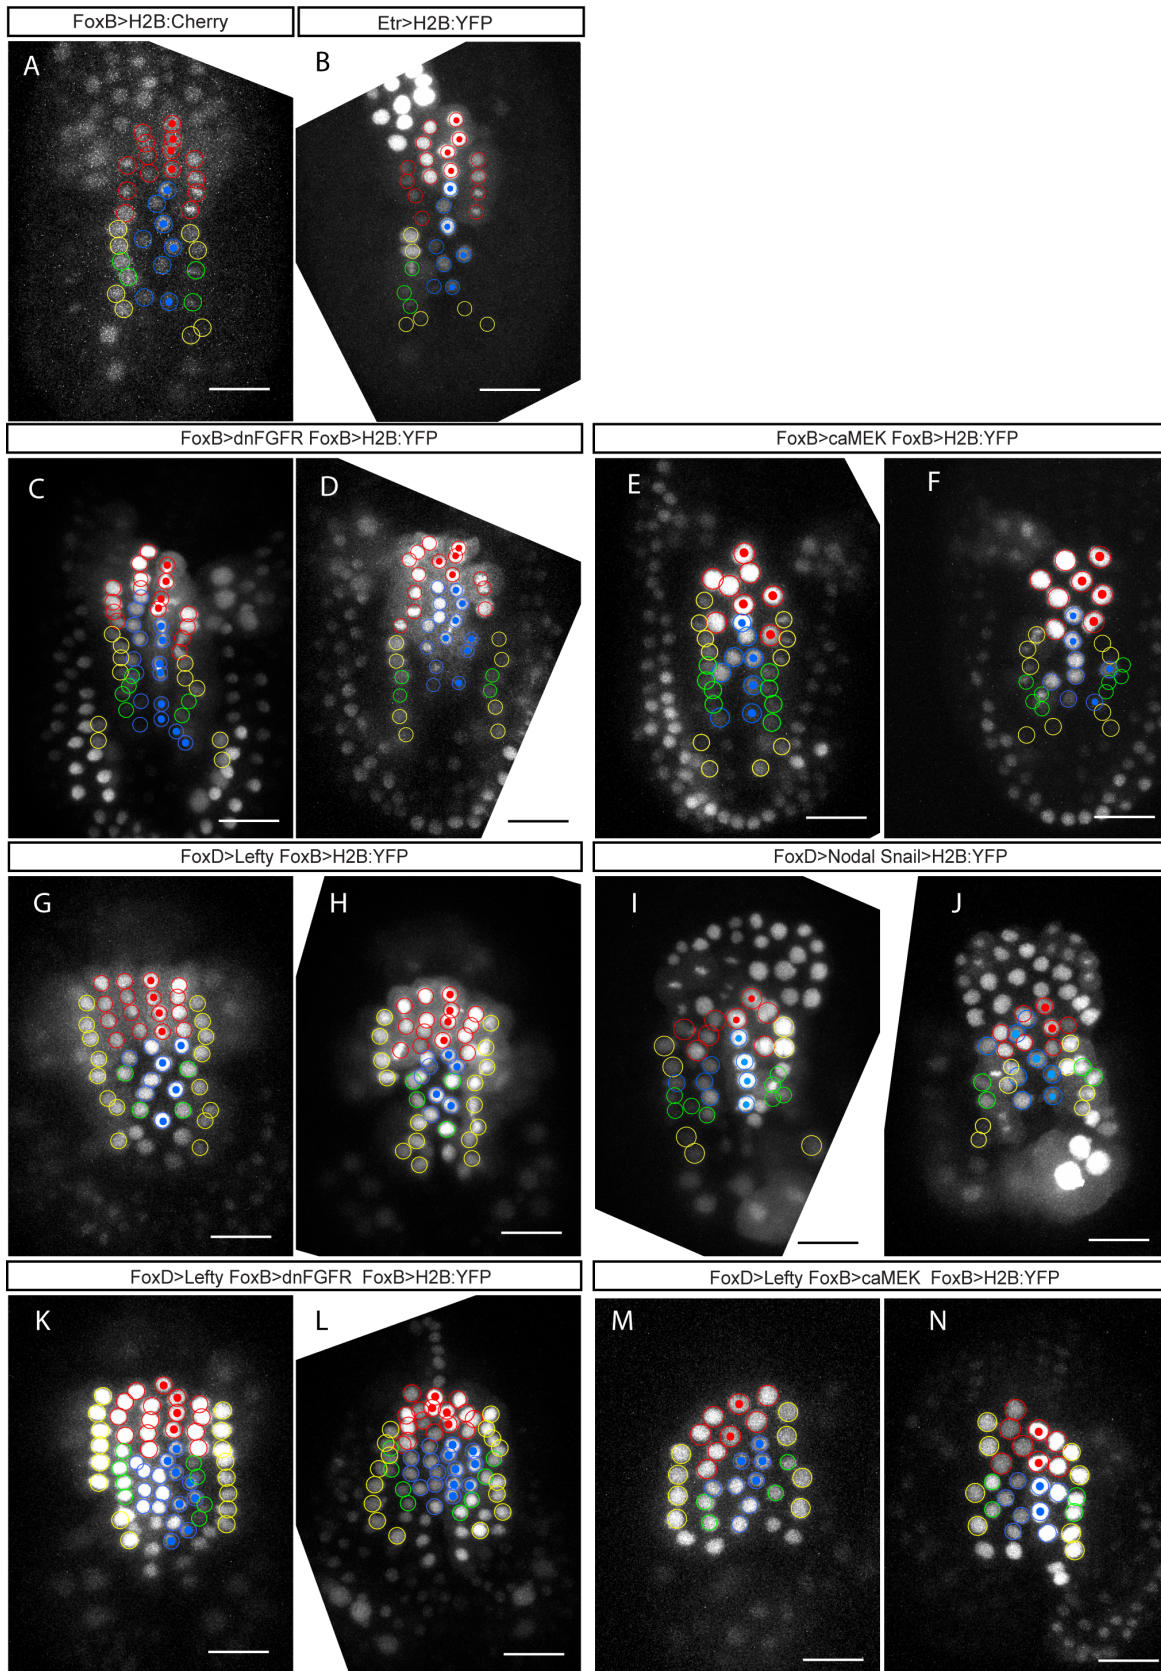 FoxB>H2B:Cherry
Etr>H2B:YFP
A
B
FoxB>dnFGFR FoxB>H2B:YFP
FoxB>caMEK FoxB>H2B:YFP
C
D
E
F
FoxD>Lefty FoxB>H2B:YFP
FoxD>Nodal Snail>H2B:YFP
G
H
I
J
FoxD>Lefty FoxB>dnFGFR FoxB>H2B:YFP
FoxD>Lefty FoxB>caMEK FoxB>H2B:YFP
K
L
M
N